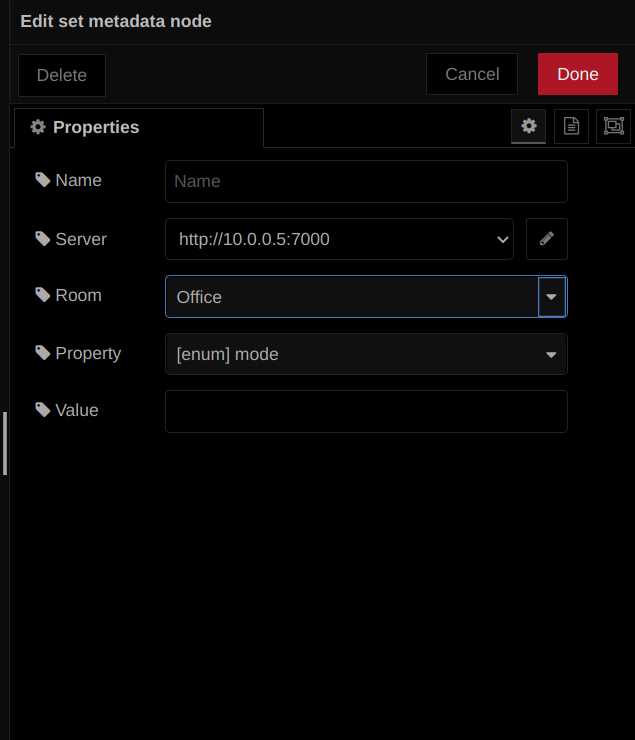 Edit set metadata node
Delete
Cancel
Done
Properties
Name
Name
Server
http://10.0.0.5:7000
Room
Office
Property
[enum] mode
Value